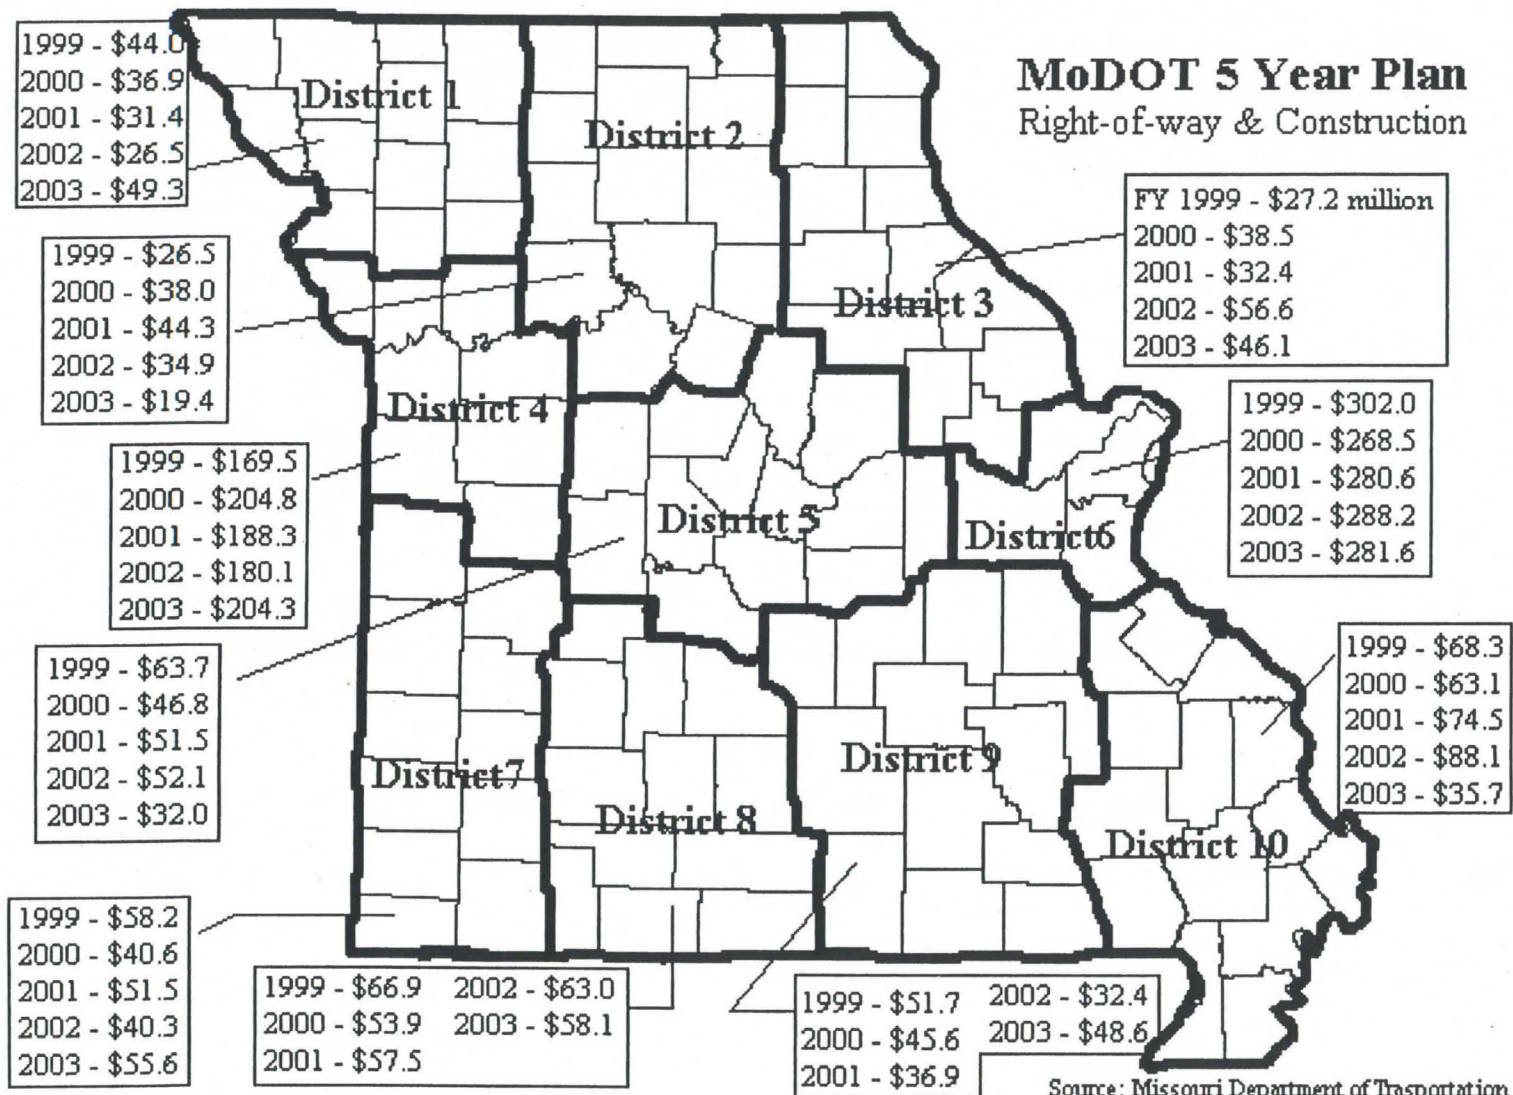 MoDOT 5 Year Plan
Right-of-way & Construction
1999 - $44.0
2000 - $36.9
2001 - $31.4
2002 - $26.5
2003 - $49.3
District 1
District 2
FY 1999 - $27.2 million
2000 - $38.5
2001 - $32.4
2002 - $56.6
2003 - $46.1
1999 - $26.5
2000 - $38.0
2001 - $44.3
2002 - $34.9
2003 - $19.4
District 3
District 4
1999 - $302.0
2000 - $268.5
2001 - $280.6
2002 - $288.2
2003 - $281.6
1999 - $169.5
2000 - $204.8
2001 - $188.3
2002 - $180.1
2003 - $204.3
District 5
District6
1999 - $63.7
2000 - $46.8
2001 - $51.5
2002 - $52.1
2003 - $32.0
1999 - $68.3
2000 - $63.1
2001 - $74.5
2002 - $88.1
2003 - $35.7
District7
District 8
District 9
District 10
1999 - $58.2
2000 - $40.6
2001 - $51.5
2002 - $40.3
2003 - $55.6
1999 - $66.9 2002 - $63.0
2000 - $53.9 2003 - $58.1
2001 - $57.5
1999 - $51.7 2002 - $32.4
2000 - $45.6 2003 - $48.6
2001 - $36.9
Source: Missouri Department of Trasportation